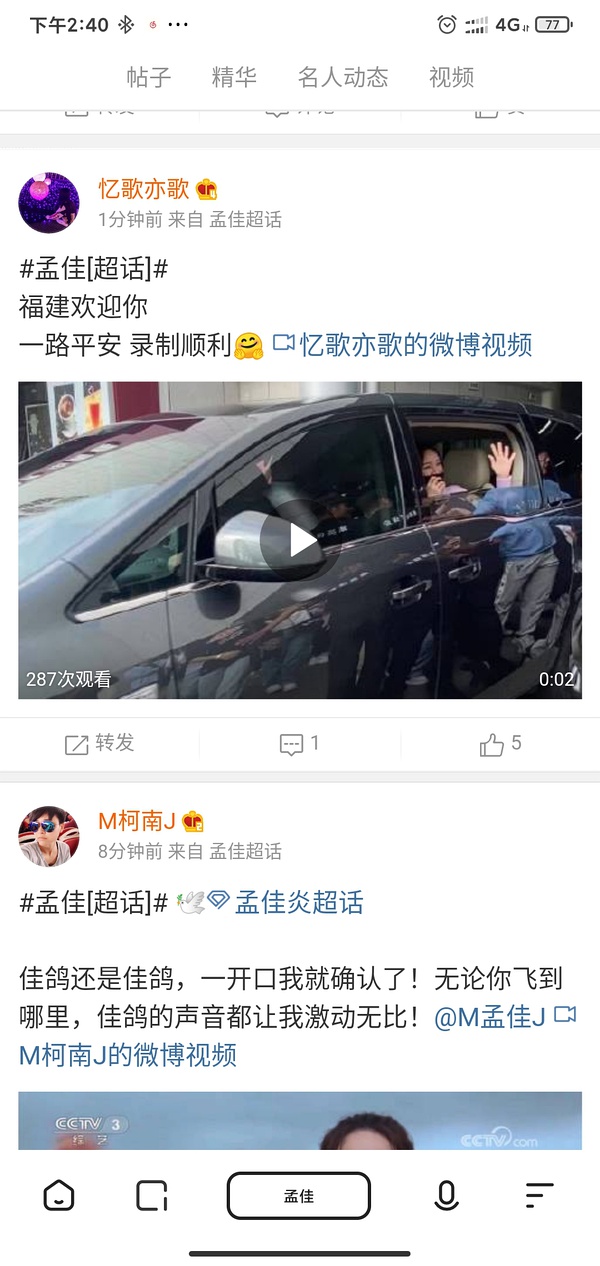 下午2:40
4G
77
帖子 精华 名人动态 视频
忆歌亦歌
1分钟前 来自 孟佳超话
#孟佳[超话]#
福建欢迎你
一路平安 录制顺利🤗 忆歌亦歌的微博视频
287次观看
0:02
转发 1 5
M柯南J
8分钟前 来自 孟佳超话
#孟佳[超话]# 🕊️ 孟佳炎超话
佳鸽还是佳鸽，一开口我就确认了！无论你飞到
哪里，佳鸽的声音都让我激动无比！@M孟佳J
M柯南J的微博视频
CCTV 3
综艺
CCTV.com
孟佳